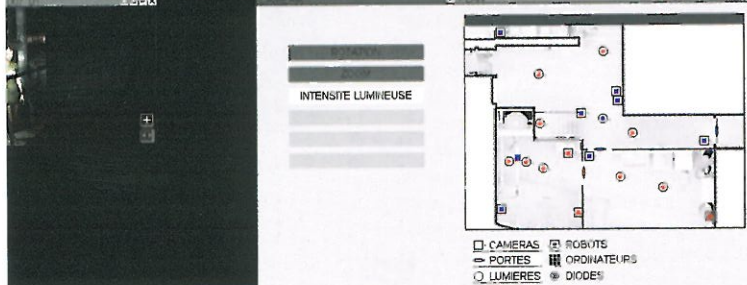 ROTATION
ZOOM
INTENSITE LUMINEUSE
CAMERAS ROBOTS
PORTES ORDINATEURS
LUMIERES DIODES